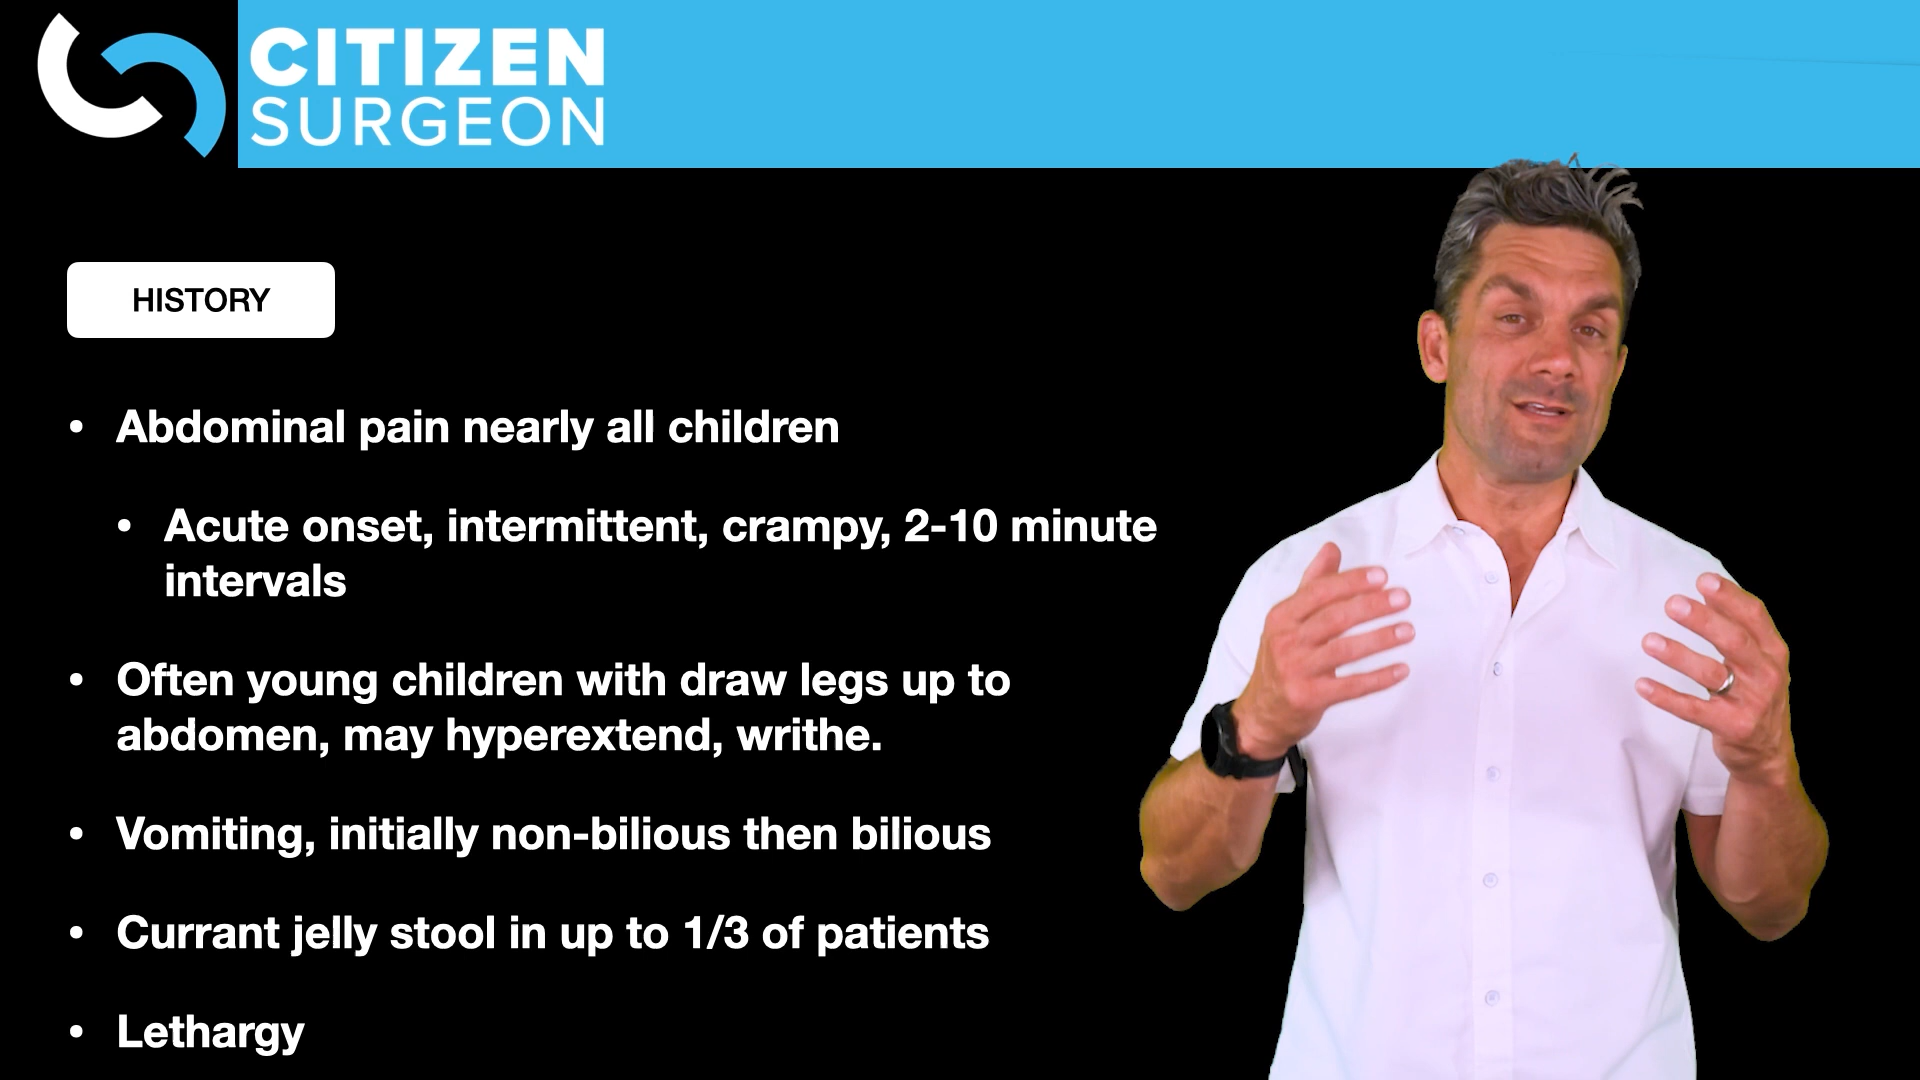 CITIZEN
SURGEON
HISTORY
• Abdominal pain nearly all children
• Acute onset, intermittent, crampy, 2-10 minute
intervals
• Often young children with draw legs up to
abdomen, may hyperextend, writhe.
• Vomiting, initially non-bilious then bilious
• Currant jelly stool in up to 1/3 of patients
• Lethargy